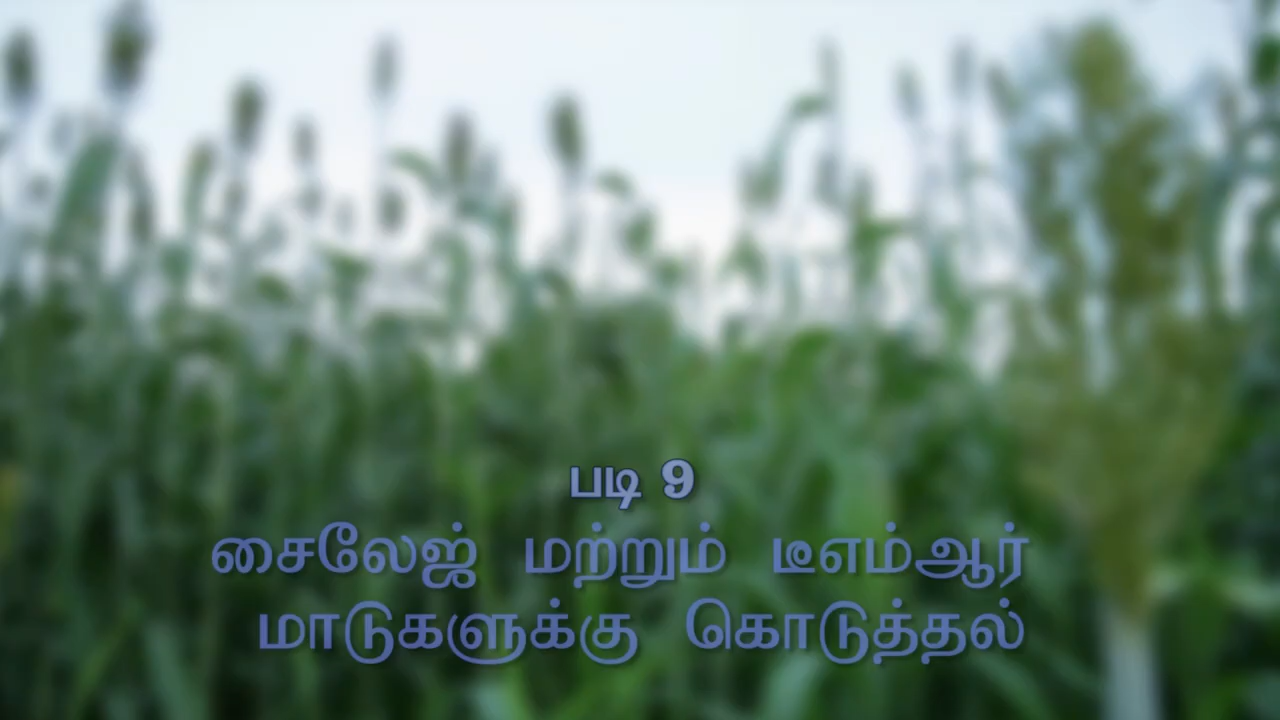 படி 9
சைலேஜ் மற்றும் டீஎம்ஆர்
மாடுகளுக்கு கொடுத்தல்